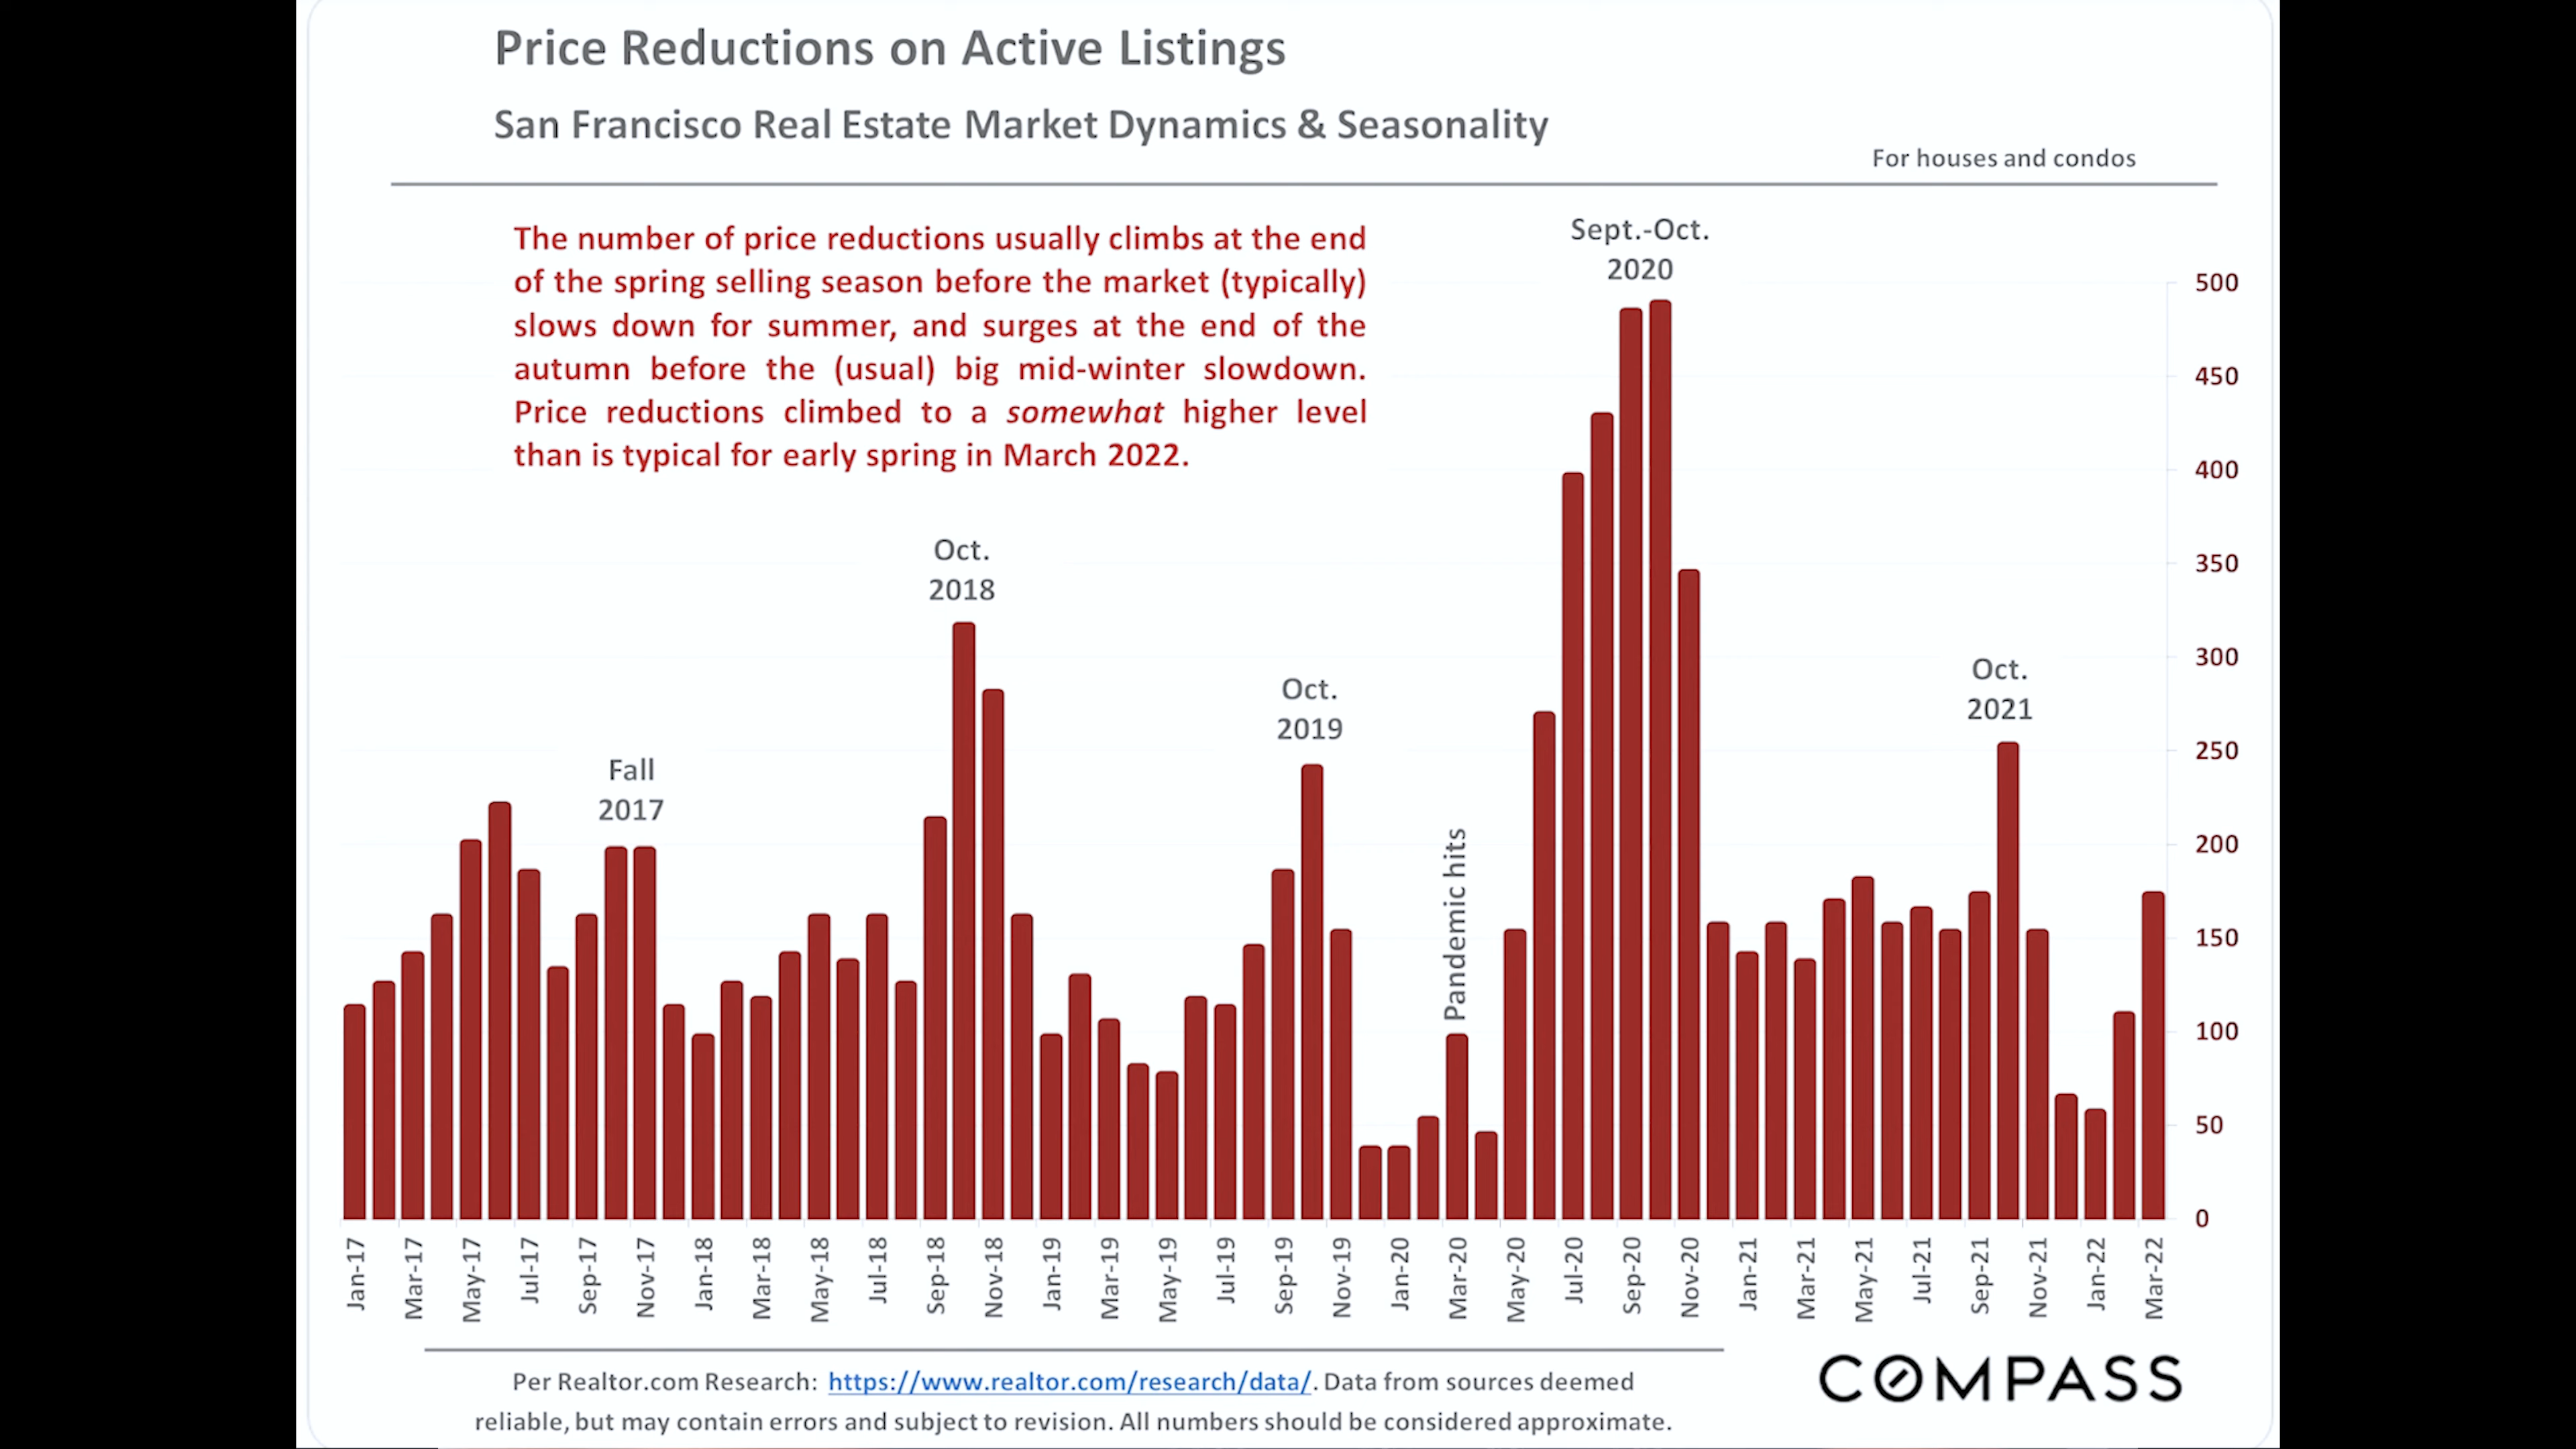 Price Reductions on Active Listings
San Francisco Real Estate Market Dynamics & Seasonality
For houses and condos
The number of price reductions usually climbs at the end
of the spring selling season before the market (typically)
slows down for summer, and surges at the end of the
autumn before the (usual) big mid-winter slowdown.
Price reductions climbed to a somewhat higher level
than is typical for early spring in March 2022.
Sept.-Oct.
2020
Oct.
2018
Oct.
2019
Fall
2017
Pandemic hits
Oct.
2021
500
450
400
350
300
250
200
150
100
50
0
Jan-17
Mar-17
May-17
Jul-17
Sep-17
Nov-17
Jan-18
Mar-18
May-18
Jul-18
Sep-18
Nov-18
Jan-19
Mar-19
May-19
Jul-19
Sep-19
Nov-19
Jan-20
Mar-20
May-20
Jul-20
Sep-20
Nov-20
Jan-21
Mar-21
May-21
Jul-21
Sep-21
Nov-21
Jan-22
Mar-22
Per Realtor.com Research: https://www.realtor.com/research/data/. Data from sources deemed
reliable, but may contain errors and subject to revision. All numbers should be considered approximate.
COMPASS